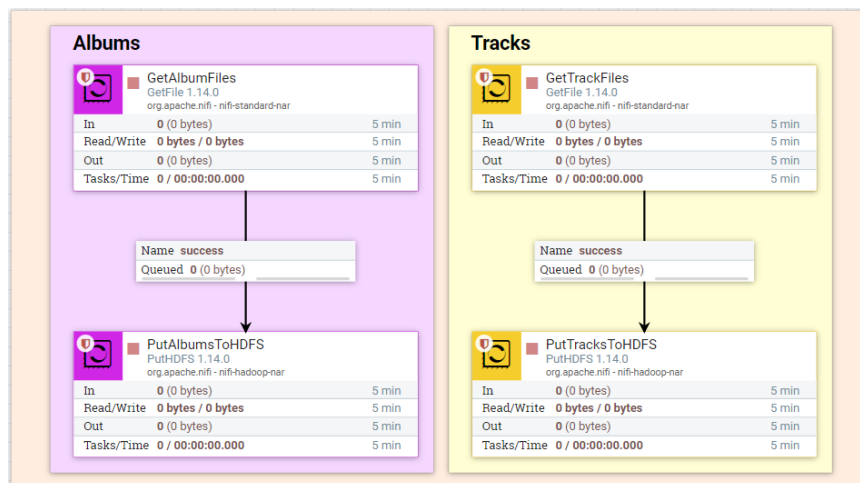 Albums
GetAlbumFiles
GetFile 1.14.0
org.apache.nifi - nifi-standard-nar
In 0 (0 bytes) 5 min
Read/Write 0 bytes / 0 bytes 5 min
Out 0 (0 bytes) 5 min
Tasks/Time 0 / 00:00:00.000 5 min
Name success
Queued 0 (0 bytes)
PutAlbumsToHDFS
PutHDFS 1.14.0
org.apache.nifi - nifi-hadoop-nar
In 0 (0 bytes) 5 min
Read/Write 0 bytes / 0 bytes 5 min
Out 0 (0 bytes) 5 min
Tasks/Time 0 / 00:00:00.000 5 min
Tracks
GetTrackFiles
GetFile 1.14.0
org.apache.nifi - nifi-standard-nar
In 0 (0 bytes) 5 min
Read/Write 0 bytes / 0 bytes 5 min
Out 0 (0 bytes) 5 min
Tasks/Time 0 / 00:00:00.000 5 min
Name success
Queued 0 (0 bytes)
PutTracksToHDFS
PutHDFS 1.14.0
org.apache.nifi - nifi-hadoop-nar
In 0 (0 bytes) 5 min
Read/Write 0 bytes / 0 bytes 5 min
Out 0 (0 bytes) 5 min
Tasks/Time 0 / 00:00:00.000 5 min